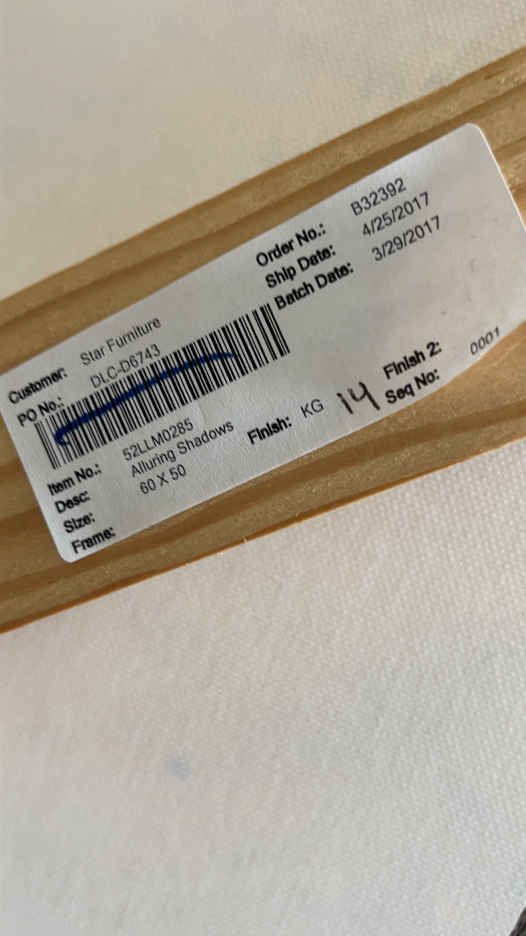 Customer: Star Furniture
PO No.: DLC-D6743
Order No.: B32392
Ship Date: 4/25/2017
Batch Date: 3/29/2017
Item No.: 52LLM0285
Desc: Alluring Shadows
Size: 60 X 50
Frame:
Finish: KG
14
Finish 2:
Seq No: 0001